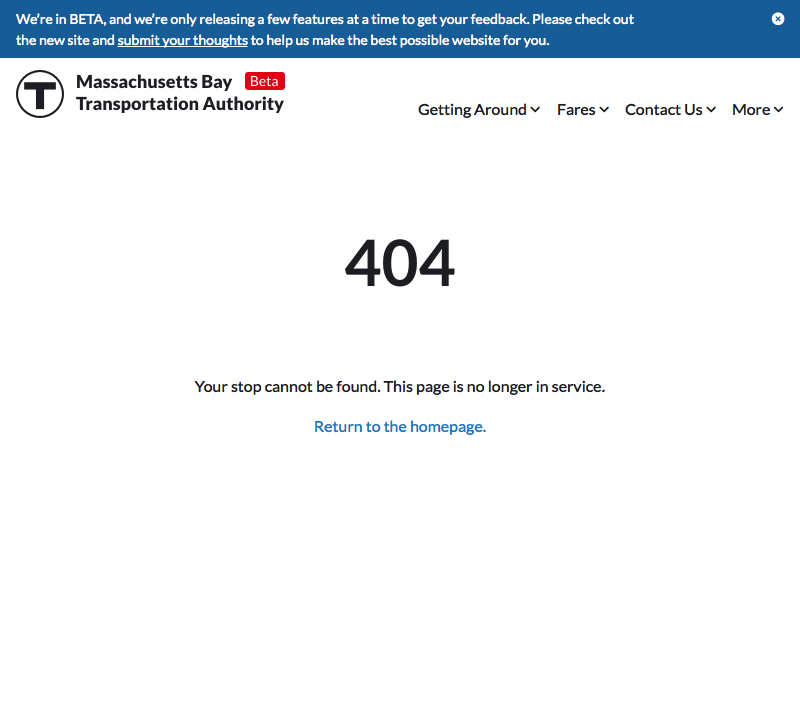 We're in BETA, and we're only releasing a few features at a time to get your feedback. Please check out
the new site and submit your thoughts to help us make the best possible website for you.
T
Massachusetts Bay Beta
Transportation Authority
Getting Around Fares Contact Us More
404
Your stop cannot be found. This page is no longer in service.
Return to the homepage.